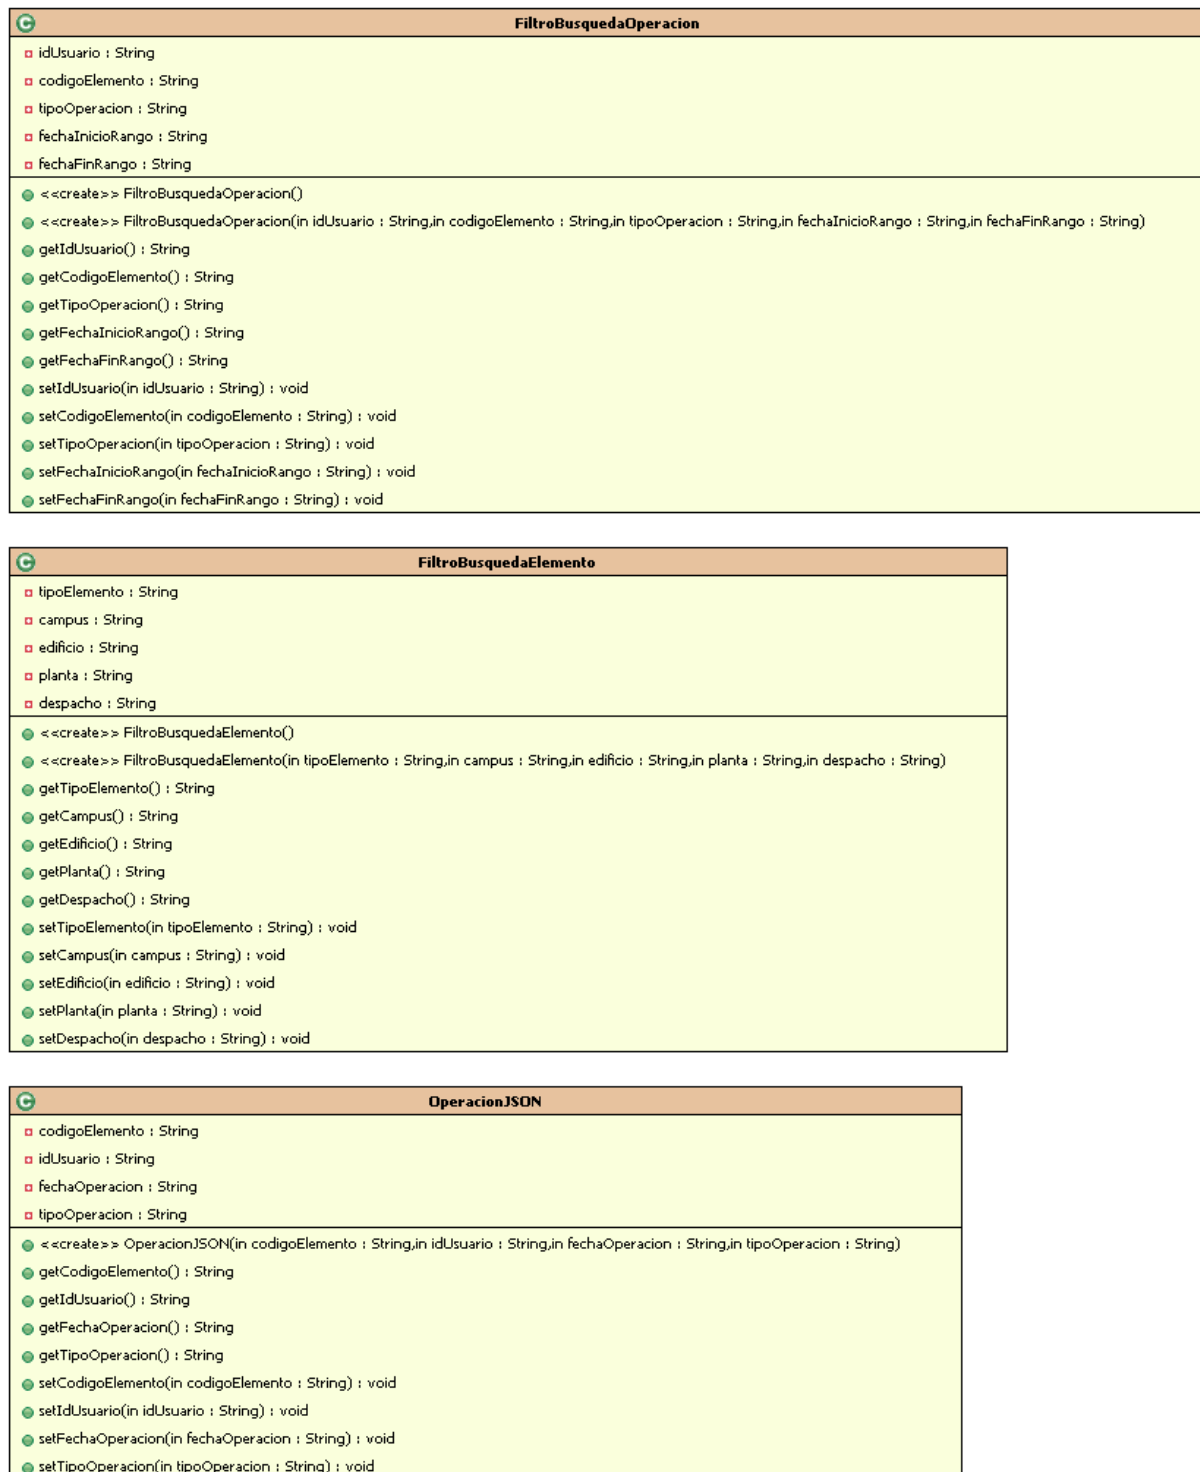 FiltroBusquedaOperacion
idUsuario : String
codigoElemento : String
tipoOperacion : String
fechaInicioRango : String
fechaFinRango : String
<<create>> FiltroBusquedaOperacion()
<<create>> FiltroBusquedaOperacion(in idUsuario : String,in codigoElemento : String,in tipoOperacion : String,in fechaInicioRango : String,in fechaFinRango : String)
getIdUsuario() : String
getCodigoElemento() : String
getTipoOperacion() : String
getFechaInicioRango() : String
getFechaFinRango() : String
setIdUsuario(in idUsuario : String) : void
setCodigoElemento(in codigoElemento : String) : void
setTipoOperacion(in tipoOperacion : String) : void
setFechaInicioRango(in fechaInicioRango : String) : void
setFechaFinRango(in fechaFinRango : String) : void
FiltroBusquedaElemento
tipoElemento : String
campus : String
edificio : String
planta : String
despacho : String
<<create>> FiltroBusquedaElemento()
<<create>> FiltroBusquedaElemento(in tipoElemento : String,in campus : String,in edificio : String,in planta : String,in despacho : String)
getTipoElemento() : String
getCampus() : String
getEdificio() : String
getPlanta() : String
getDespacho() : String
setTipoElemento(in tipoElemento : String) : void
setCampus(in campus : String) : void
setEdificio(in edificio : String) : void
setPlanta(in planta : String) : void
setDespacho(in despacho : String) : void
OperacionJSON
codigoElemento : String
idUsuario : String
fechaOperacion : String
tipoOperacion : String
<<create>> OperacionJSON(in codigoElemento : String,in idUsuario : String,in fechaOperacion : String,in tipoOperacion : String)
getCodigoElemento() : String
getIdUsuario() : String
getFechaOperacion() : String
getTipoOperacion() : String
setCodigoElemento(in codigoElemento : String) : void
setIdUsuario(in idUsuario : String) : void
setFechaOperacion(in fechaOperacion : String) : void
setTipoOperacion(in tipoOperacion : String) : void